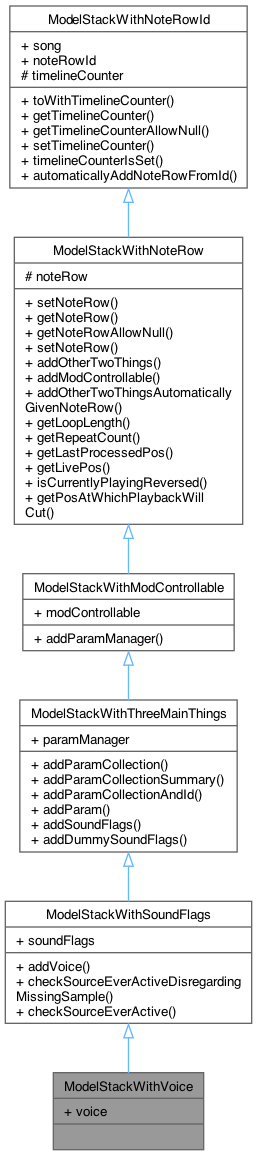 ModelStackWithNoteRowId
+ song
+ noteRowId
# timelineCounter
+ toWithTimelineCounter()
+ getTimelineCounter()
+ getTimelineCounterAllowNull()
+ setTimelineCounter()
+ timelineCounterIsSet()
+ automaticallyAddNoteRowFromId()
ModelStackWithNoteRow
# noteRow
+ setNoteRow()
+ getNoteRow()
+ getNoteRowAllowNull()
+ setNoteRow()
+ addOtherTwoThings()
+ addModControllable()
+ addOtherTwoThingsAutomatically
GivenNoteRow()
+ getLoopLength()
+ getRepeatCount()
+ getLastProcessedPos()
+ getLivePos()
+ isCurrentlyPlayingReversed()
+ getPosAtWhichPlaybackWill
Cut()
ModelStackWithModControllable
+ modControllable
+ addParamManager()
ModelStackWithThreeMainThings
+ paramManager
+ addParamCollection()
+ addParamCollectionSummary()
+ addParamCollectionAndId()
+ addParam()
+ addSoundFlags()
+ addDummySoundFlags()
ModelStackWithSoundFlags
+ soundFlags
+ addVoice()
+ checkSourceEverActiveDisregarding
MissingSample()
+ checkSourceEverActive()
ModelStackWithVoice
+ voice